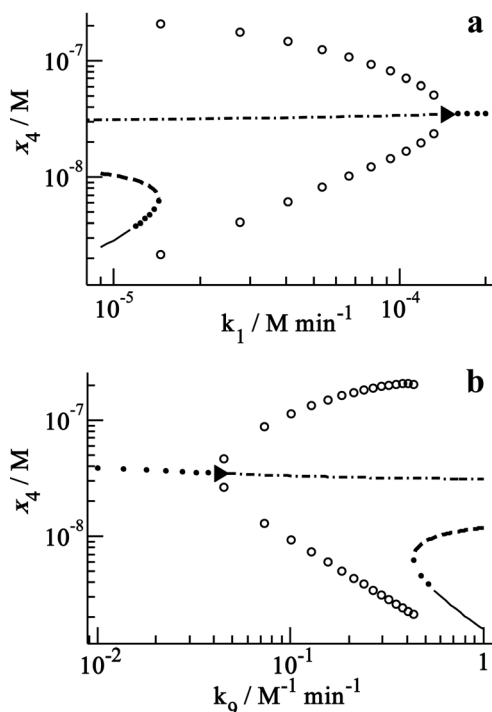 a
10⁻⁷
10⁻⁸
x₄ / M
10⁻⁵
10⁻⁴
k₁ / M min⁻¹
b
10⁻⁷
10⁻⁸
x₄ / M
10⁻²
10⁻¹
1
k₉ / M⁻¹ min⁻¹